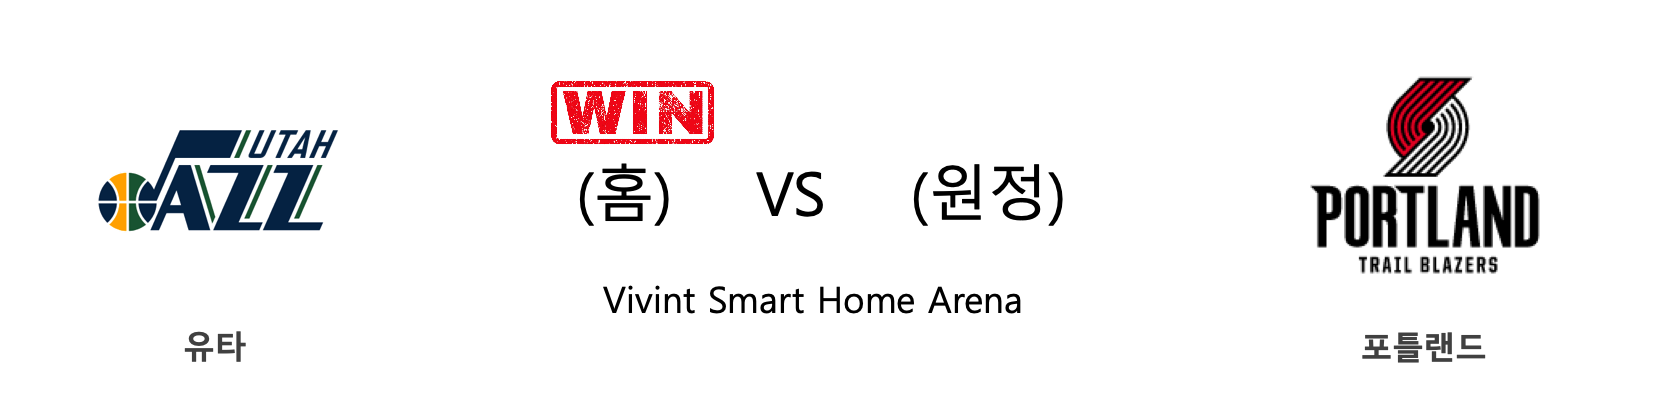 WIN
UTAH
JAZZ
(홈) VS (원정)
PORTLAND
TRAIL BLAZERS
Vivint Smart Home Arena
유타
포틀랜드